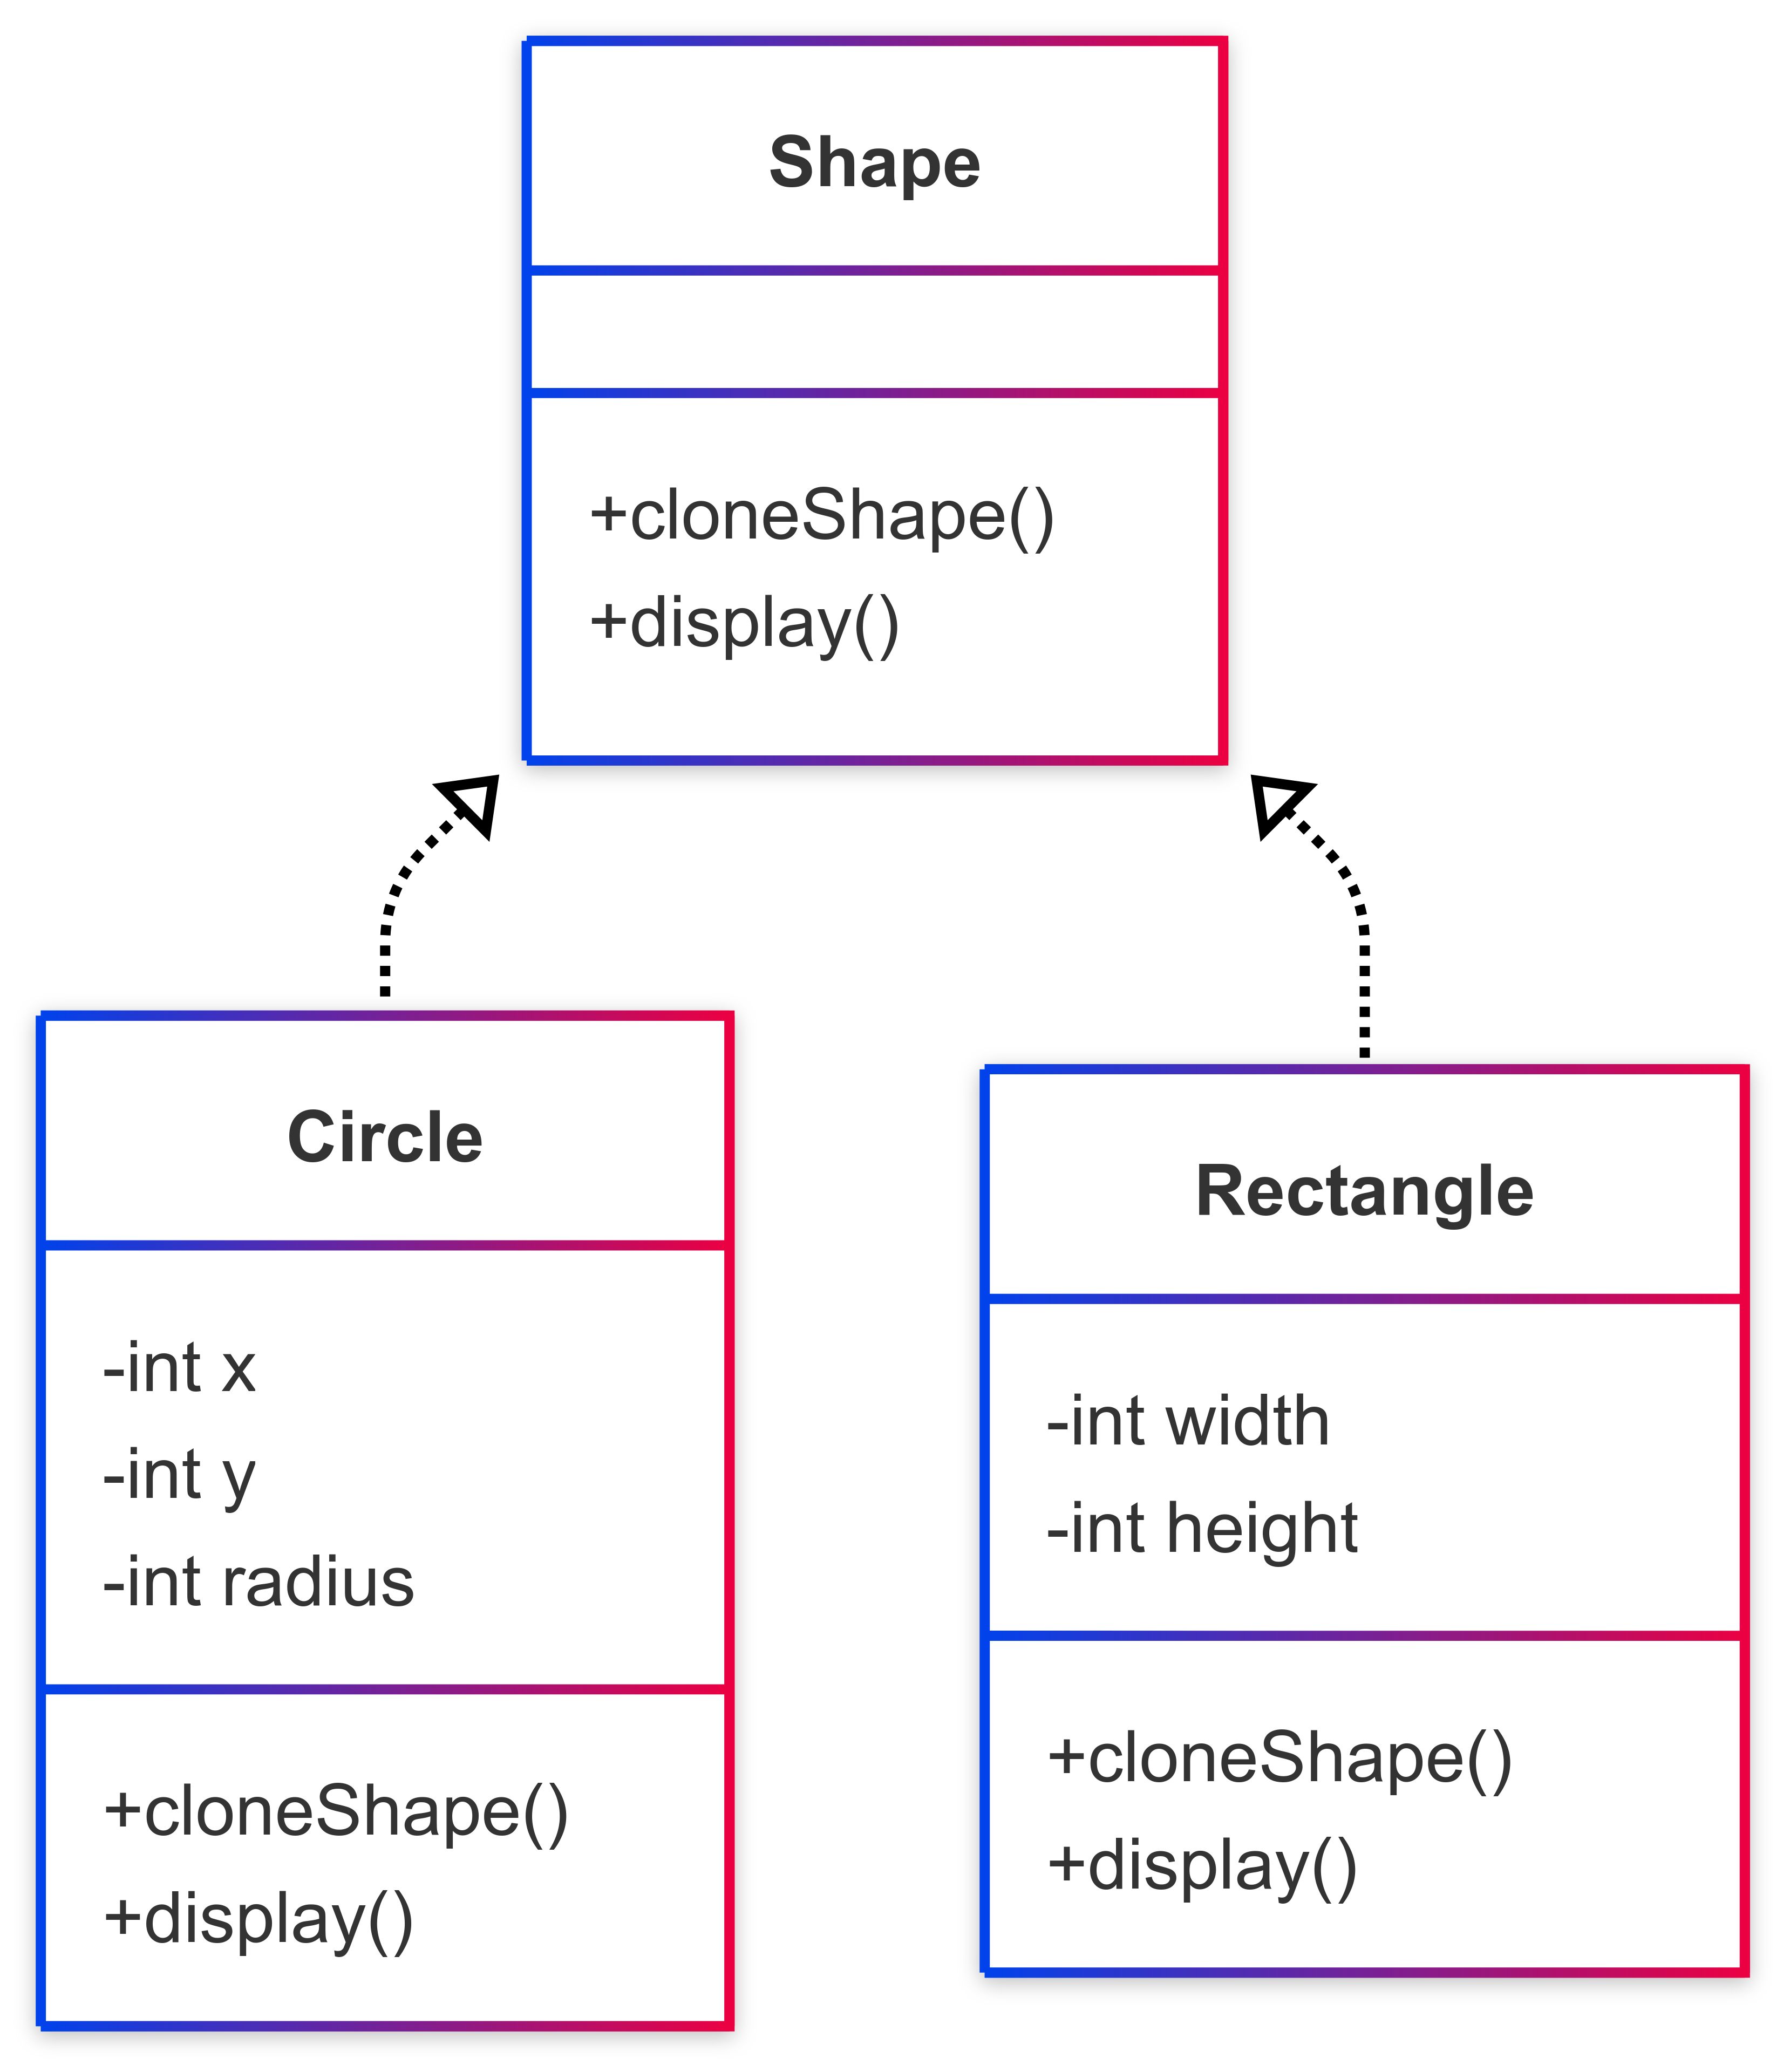 Shape
+cloneShape()
+display()
Circle
-int x
-int y
-int radius
+cloneShape()
+display()
Rectangle
-int width
-int height
+cloneShape()
+display()